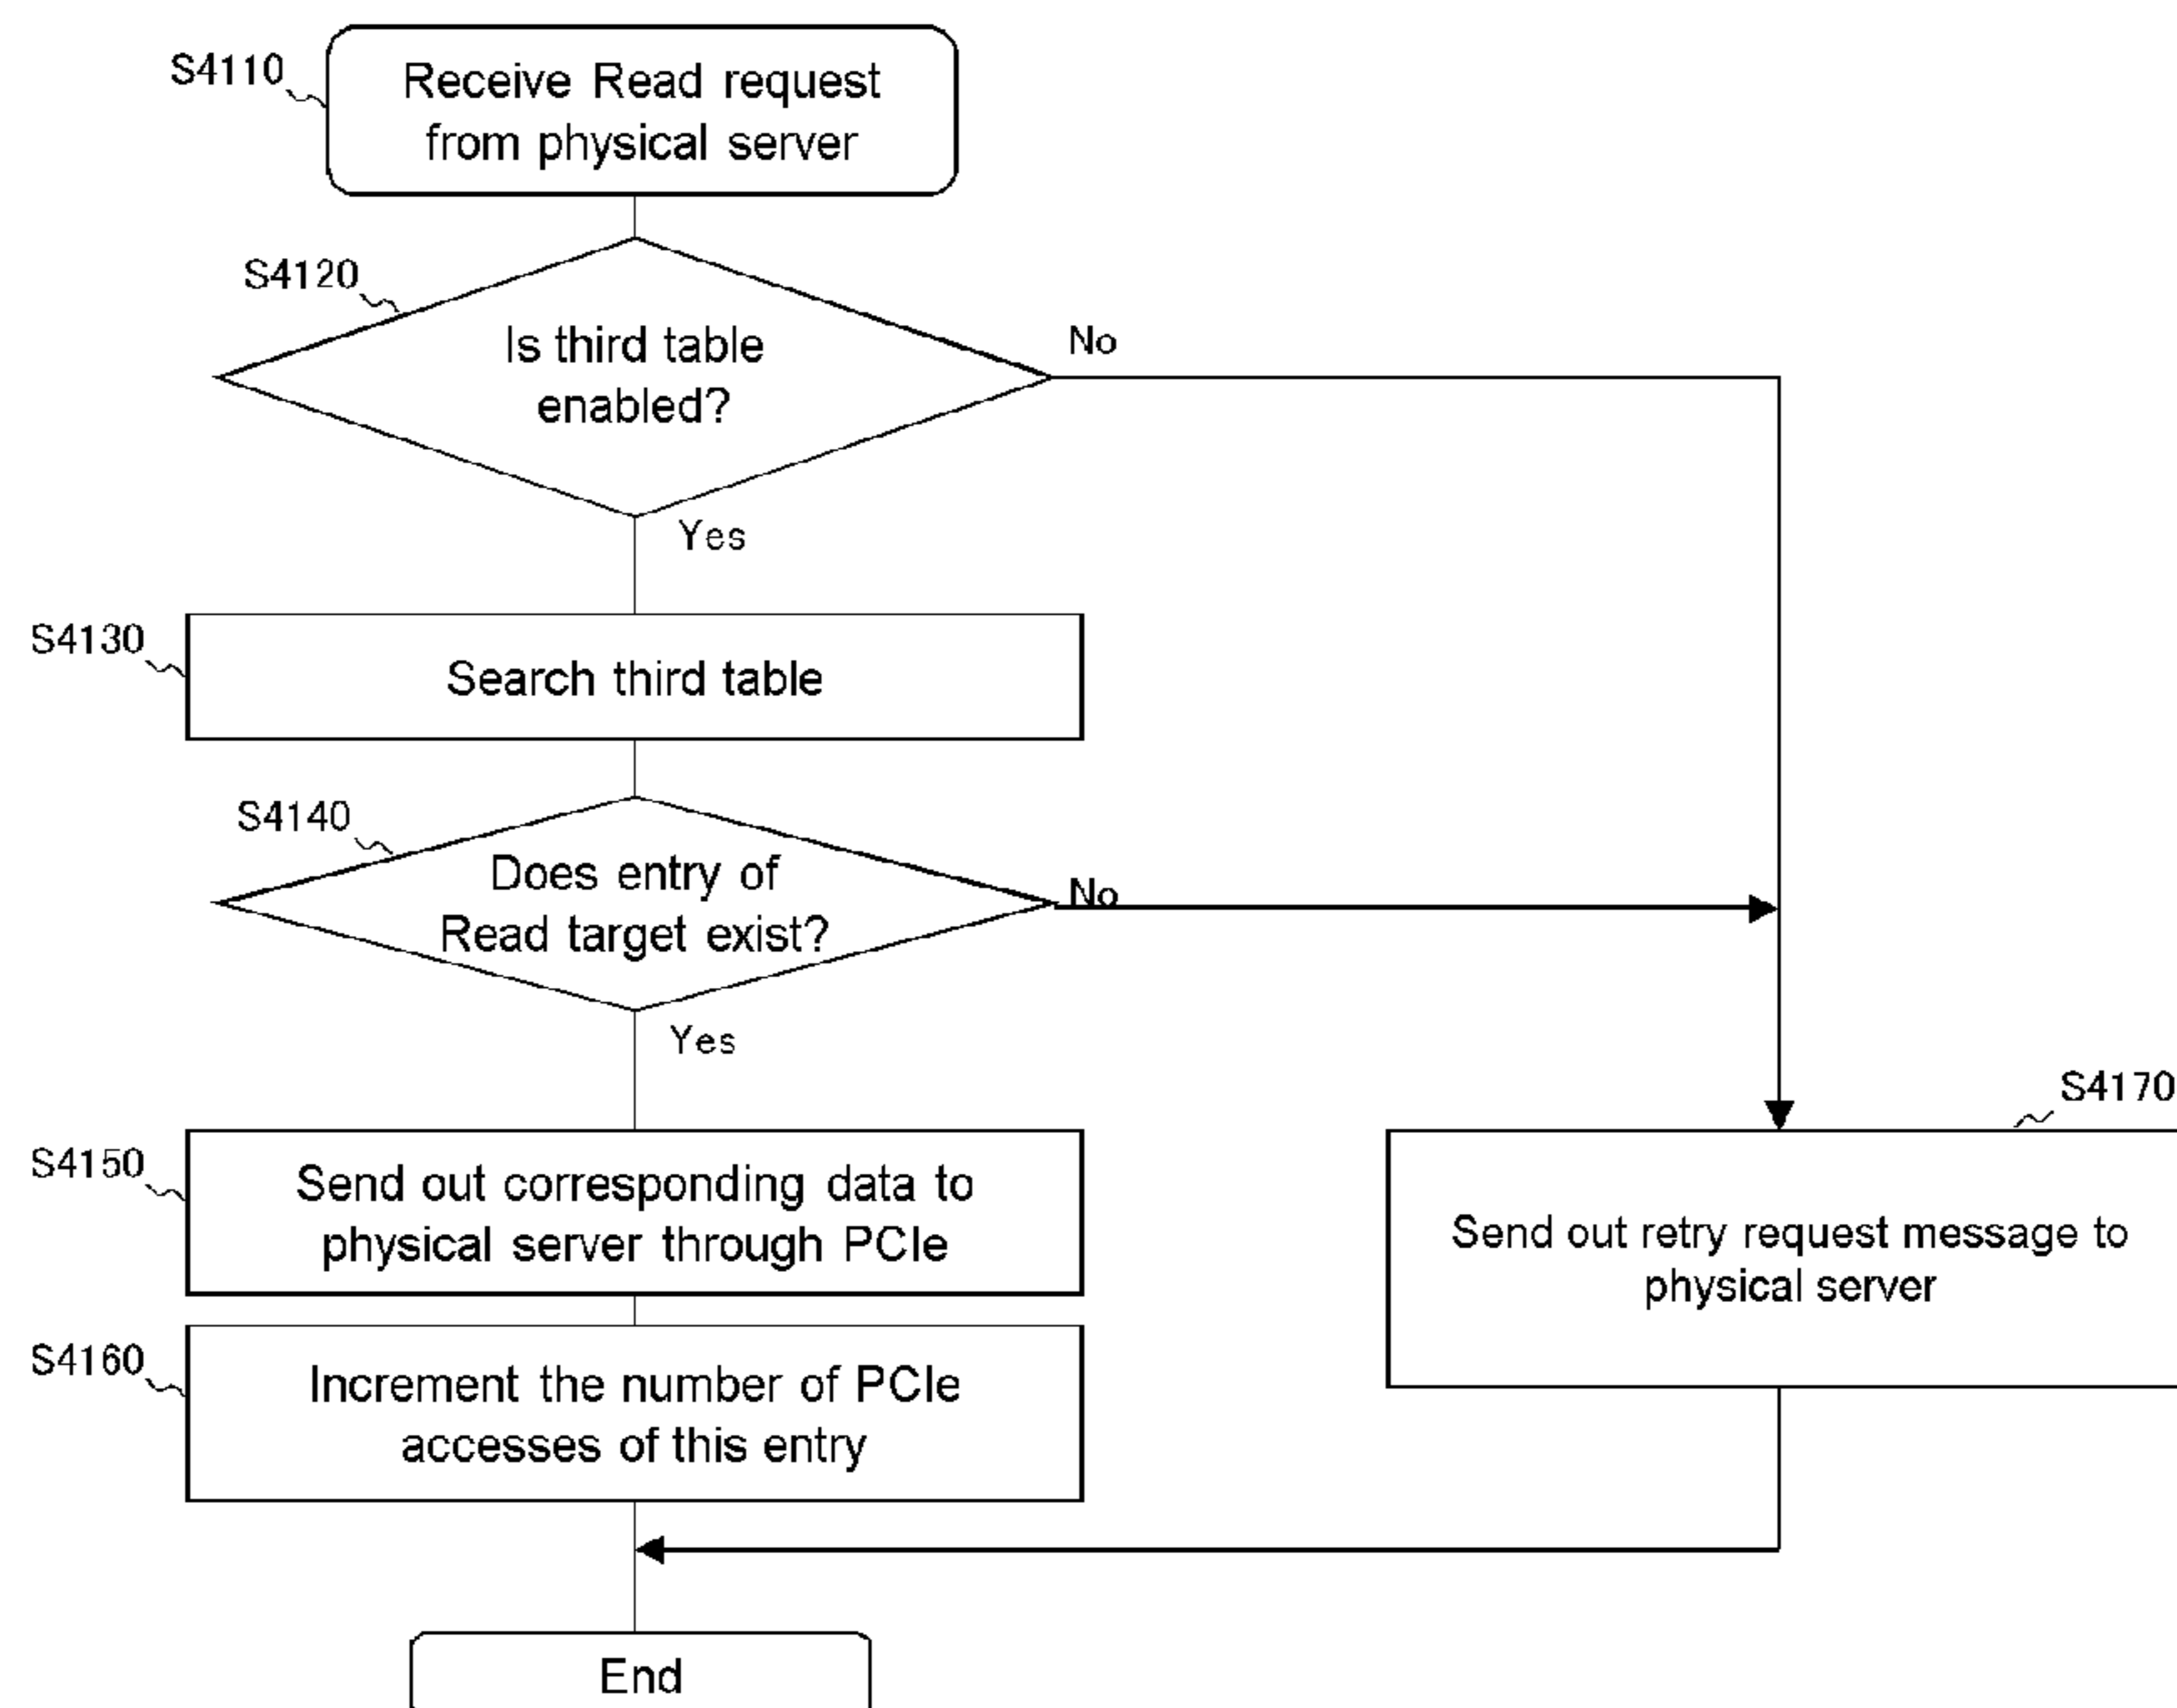 S4110
Receive Read request
from physical server
S4120
Is third table
enabled?
No
Yes
S4130
Search third table
S4140
Does entry of
Read target exist?
No
Yes
S4150
Send out corresponding data to
physical server through PCIe
S4170
Send out retry request message to
physical server
S4160
Increment the number of PCIe
accesses of this entry
End